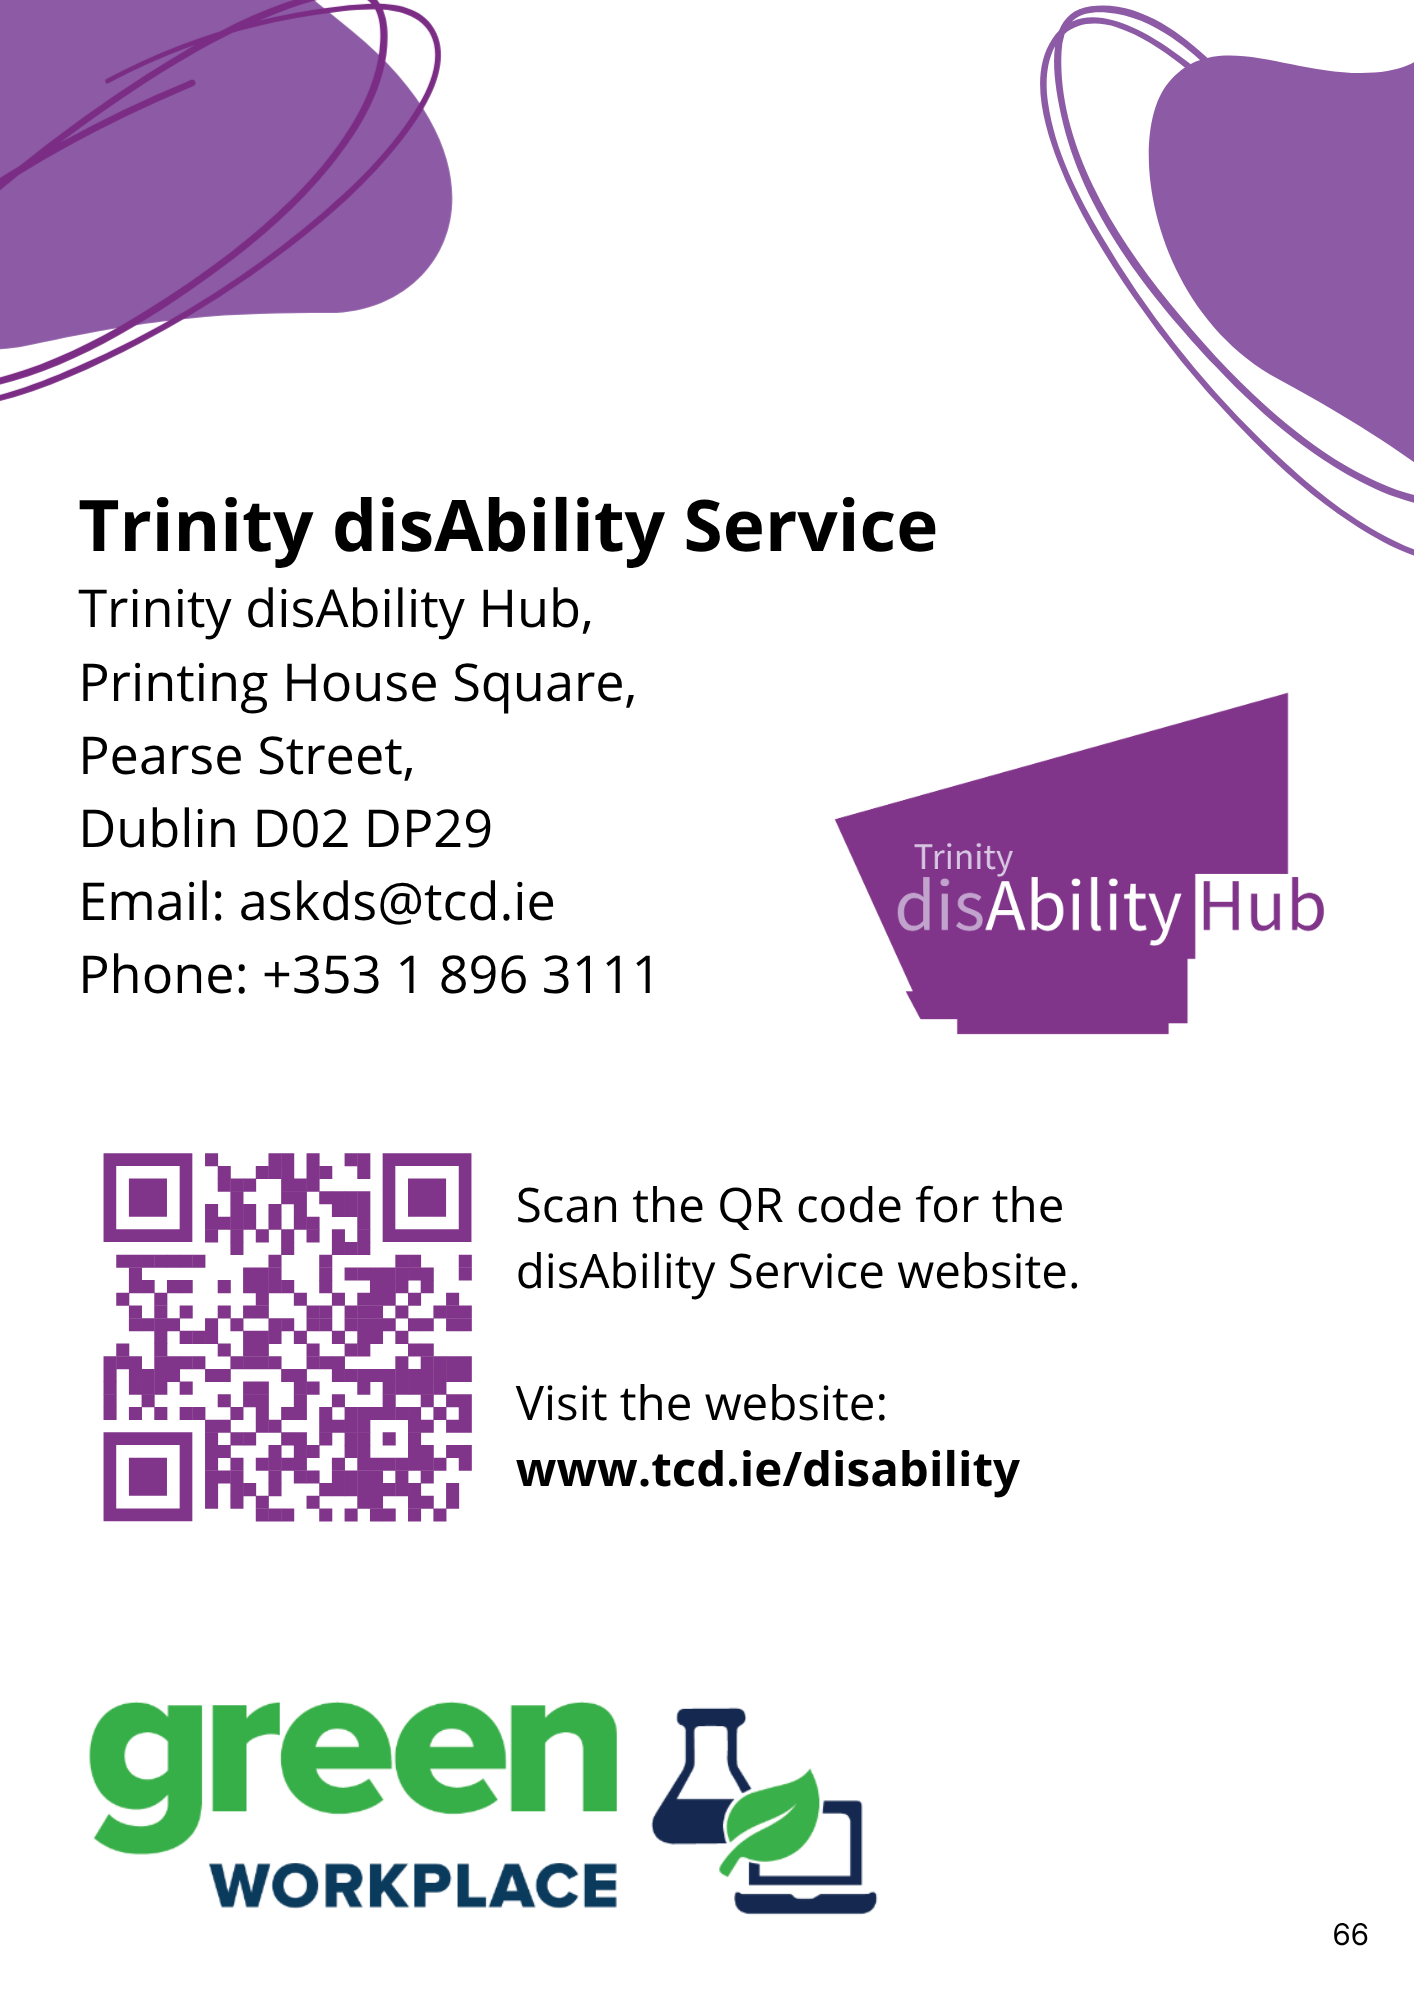 Trinity disAbility Service
Trinity disAbility Hub,
Printing House Square,
Pearse Street,
Dublin D02 DP29
Email: askds@tcd.ie
Phone: +353 1 896 3111
Trinity
disAbility Hub
Scan the QR code for the
disAbility Service website.
Visit the website:
www.tcd.ie/disability
green
WORKPLACE
66